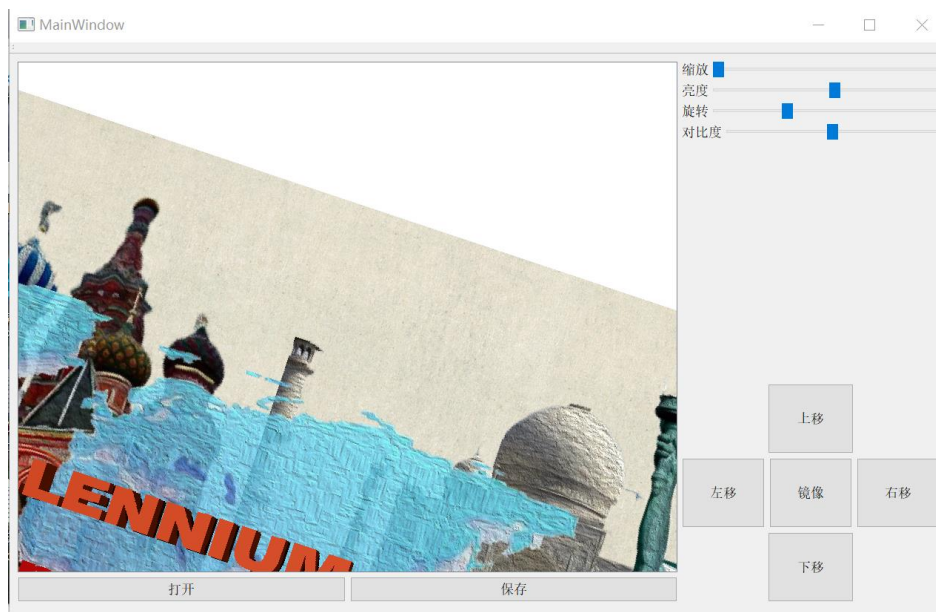 MainWindow
缩放
亮度
旋转
对比度
LENNIUM
上移
左移 镜像 右移
下移
打开 保存